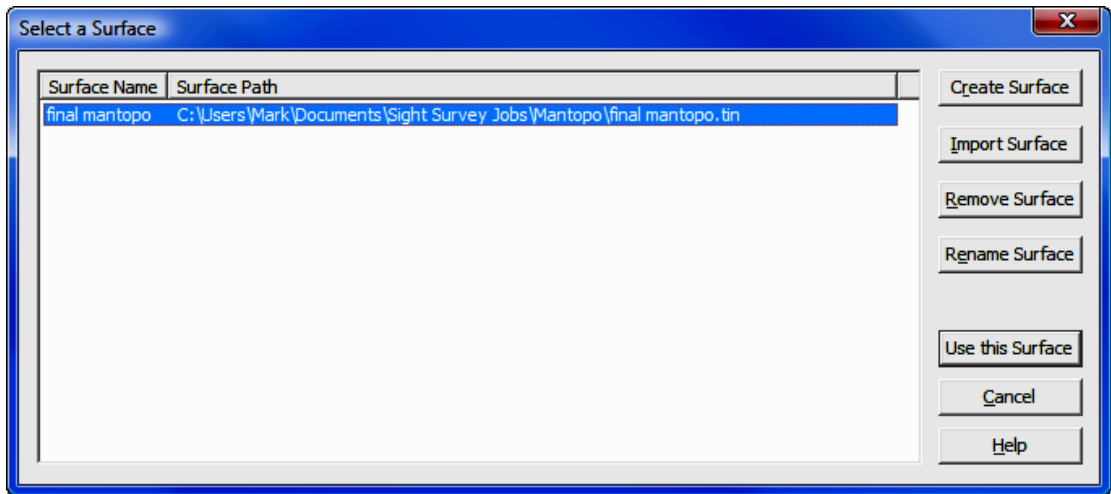 Select a Surface
Surface Name Surface Path
final mantopo C:\Users\Mark\Documents\Sight Survey Jobs\Mantopo\final mantopo.tin
Create Surface
Import Surface
Remove Surface
Rename Surface
Use this Surface
Cancel
Help